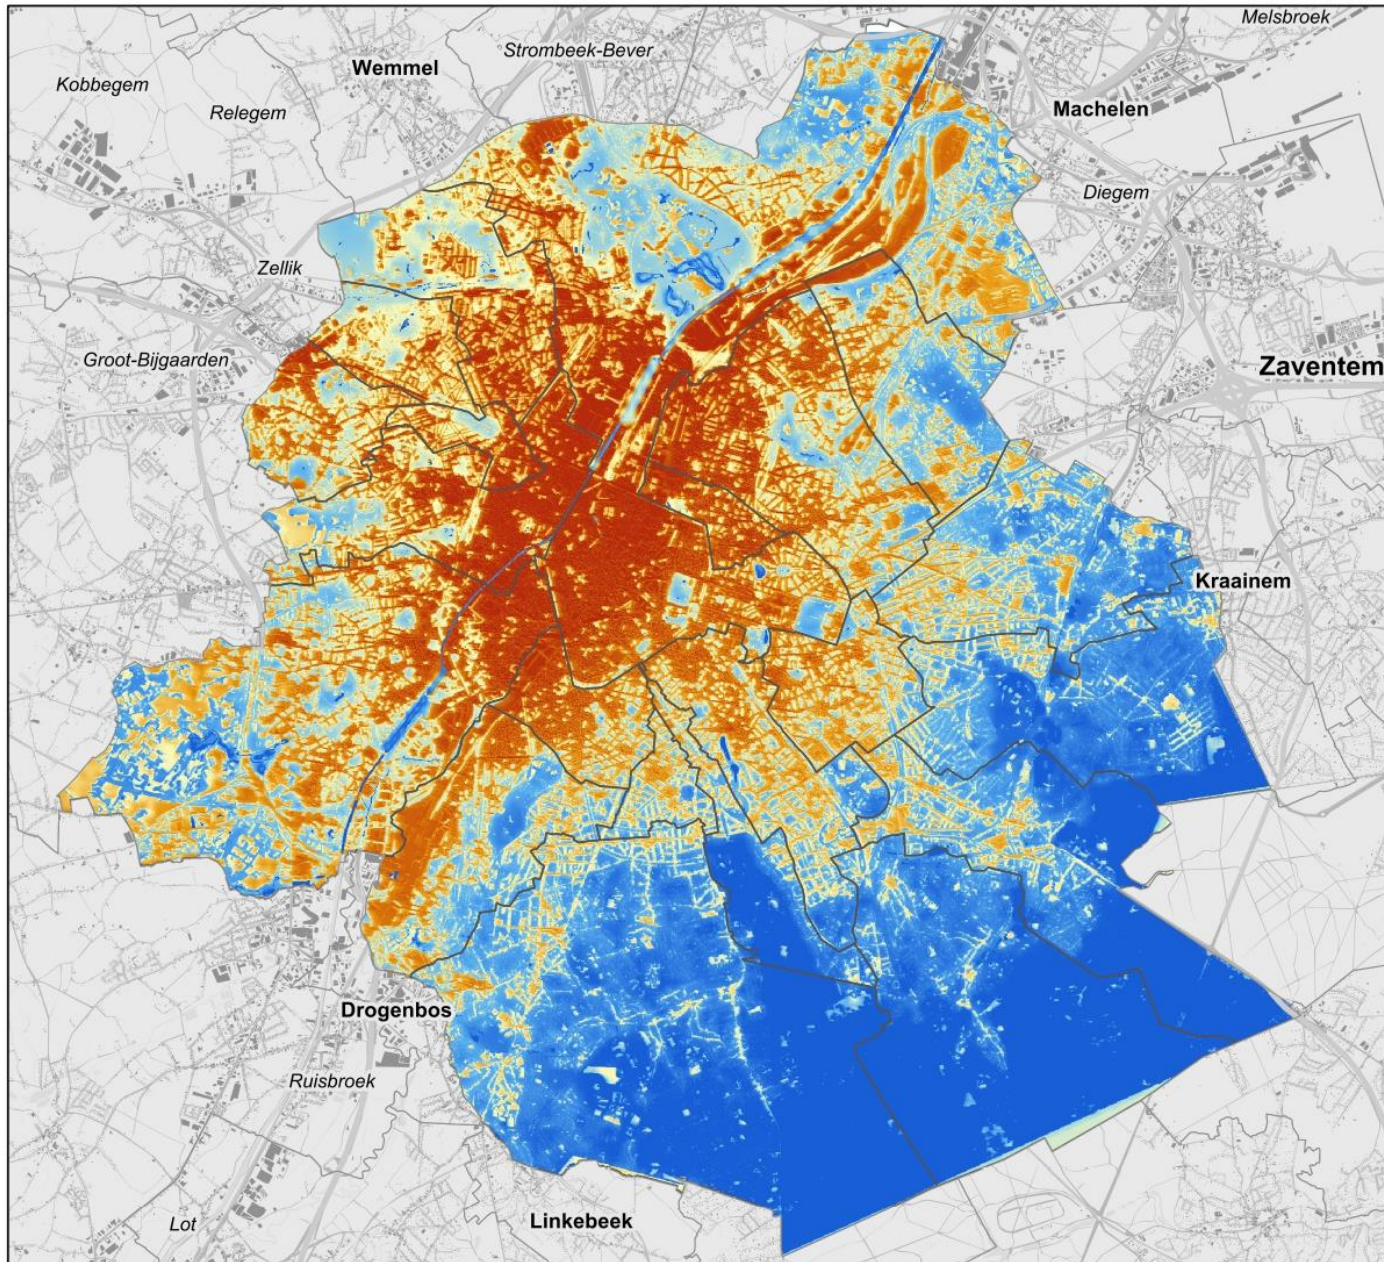 Melsbroek
Strombeek-Bever
Wemmel
Kobbegem
Relegem
Machelen
Diegem
Zellik
Groot-Bijgaarden
Zaventem
Kraainem
Drogenbos
Ruisbroek
Lot
Linkebeek